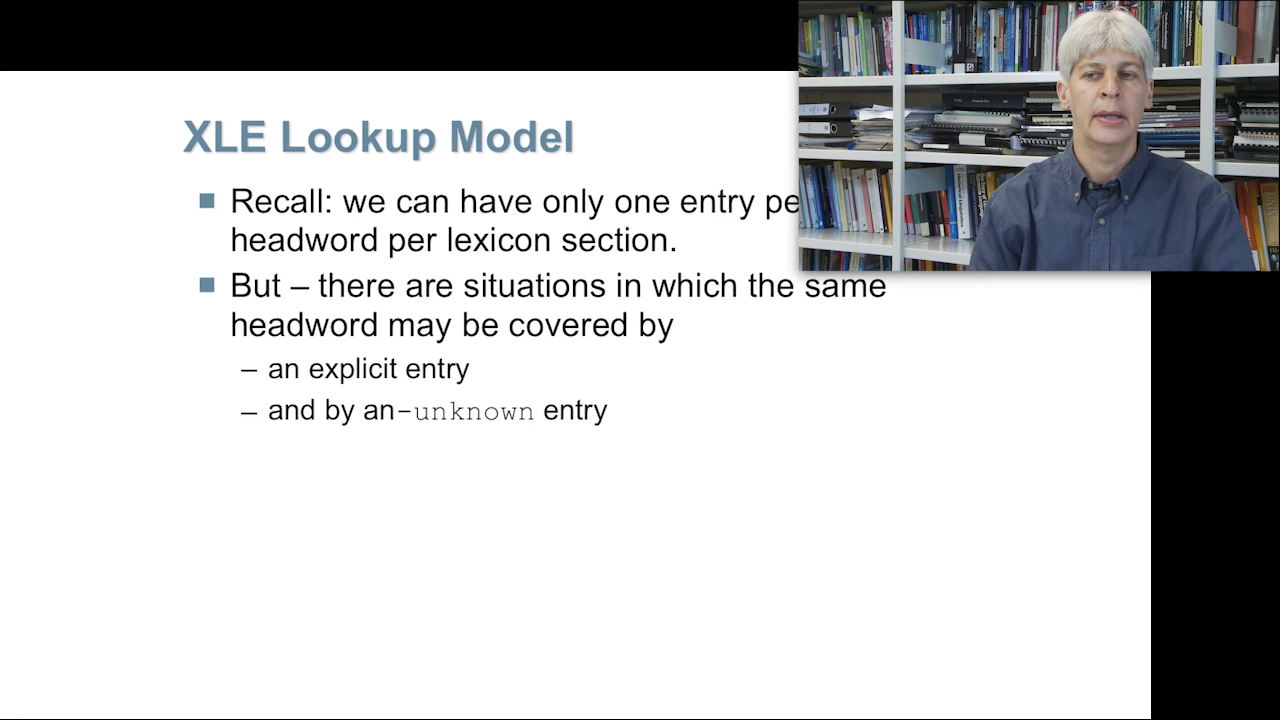 XLE Lookup Model
Recall: we can have only one entry pe
headword per lexicon section.
But – there are situations in which the same
headword may be covered by
– an explicit entry
– and by an-unknown entry